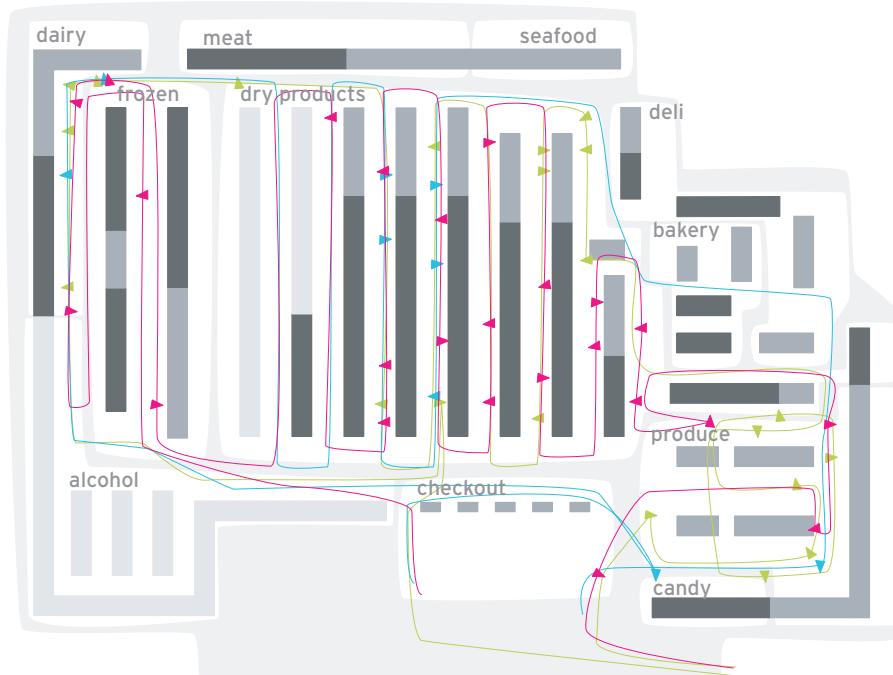 dairy
meat
seafood
frozen
dry products
deli
bakery
produce
alcohol
checkout
candy